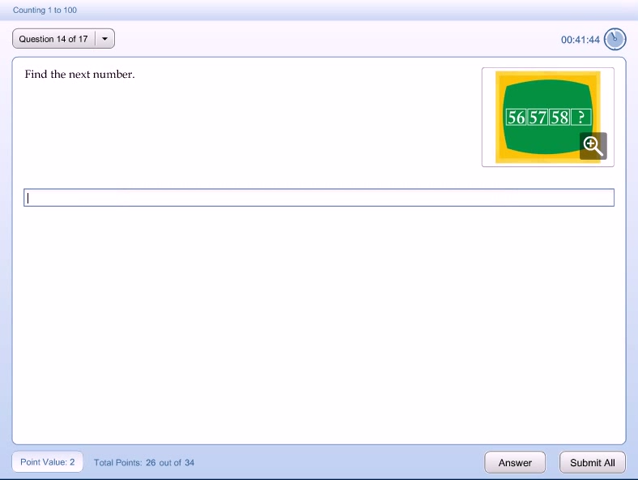 Counting 1 to 100
Question 14 of 17
00:41:44
Find the next number.
56 57 58 ?
Point Value: 2
Total Points: 26 out of 34
Answer
Submit All